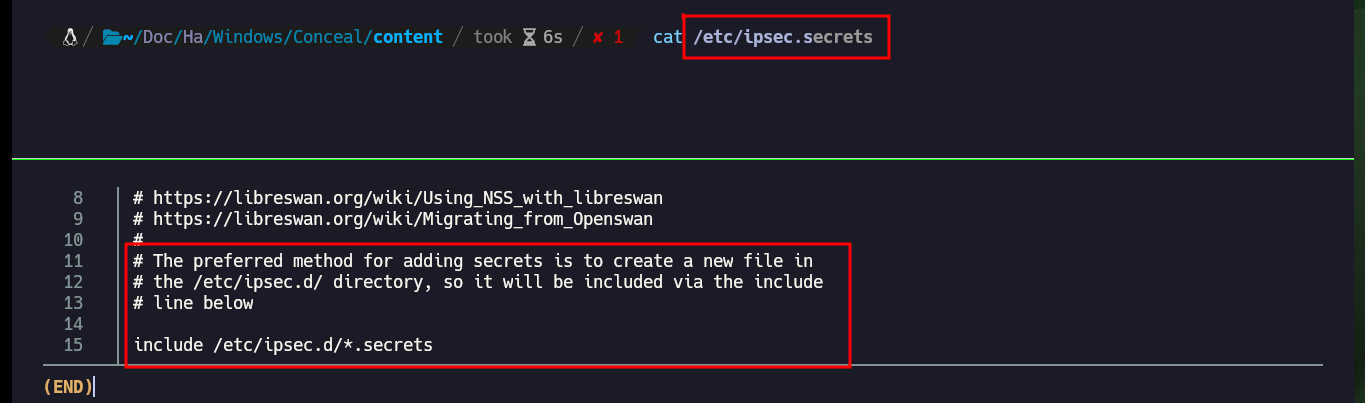 ~/Doc/Ha/Windows/Conceal/content / took 6s / ✘ 1 cat /etc/ipsec.secrets
8 # https://libreswan.org/wiki/Using_NSS_with_libreswan
9 # https://libreswan.org/wiki/Migrating_from_Openswan
10 #
11 # The preferred method for adding secrets is to create a new file in
12 # the /etc/ipsec.d/ directory, so it will be included via the include
13 # line below
14
15 include /etc/ipsec.d/*.secrets
(END)